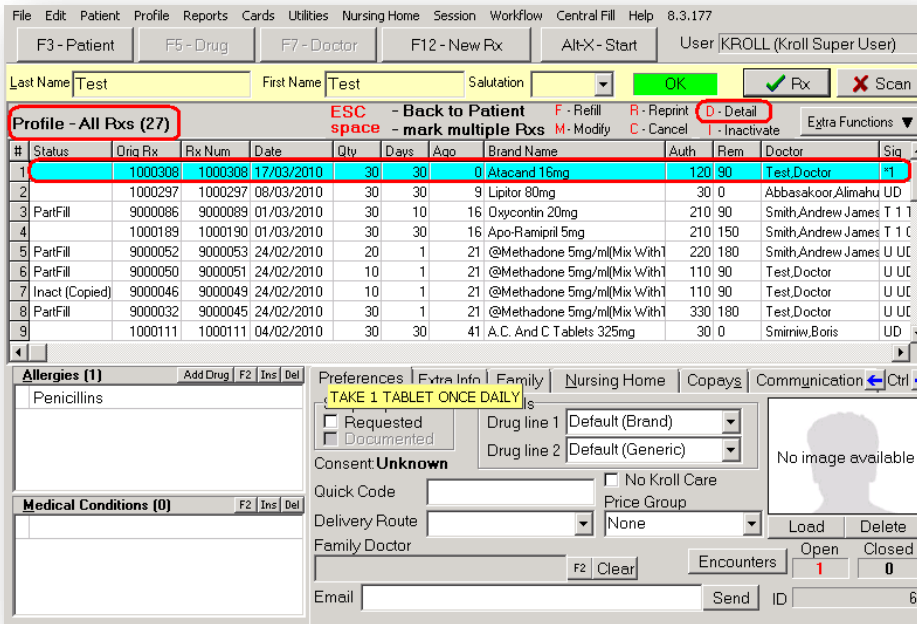 File Edit Patient Profile Reports Cards Utilities Nursing Home Session Workflow Central Fill Help 8.3.177
F3 - Patient F5 - Drug F7 - Doctor F12 - New Rx Alt-X - Start User KROLL (Kroll Super User)
Last Name Test First Name Test Salutation OK Rx Scan
Profile - All Rxs (27) ESC - Back to Patient F - Refill R - Reprint D - Detail Extra Functions
space - mark multiple Rxs M - Modify C - Cancel I - Inactivate
# Status Orig Rx Rx Num Date Qty Days Ago Brand Name Auth Rem Doctor Sig
1 1000308 1000308 17/03/2010 30 30 0 Atacand 16mg 120 90 Test,Doctor *1
2 1000297 1000297 08/03/2010 30 9 Lipitor 80mg 30 0 Abbasakoor,Alimahu UD
3 PartFill 9000086 9000089 01/03/2010 30 10 16 Oxycontin 20mg 210 90 Smith,Andrew James T 1 T
4 1000189 1000190 01/03/2010 30 30 16 Apo-Ramipril 5mg 210 150 Smith,Andrew James T 1 C
5 PartFill 9000052 9000053 24/02/2010 20 1 21 @Methadone 5mg/ml(Mix With 220 180 Smith,Andrew James U UD
6 PartFill 9000050 9000051 24/02/2010 10 1 21 @Methadone 5mg/ml(Mix With 110 90 Test,Doctor U UD
7 Inact (Copied) 9000046 9000049 24/02/2010 10 1 21 @Methadone 5mg/ml(Mix With 110 90 Test,Doctor U UD
8 PartFill 9000032 9000045 24/02/2010 30 1 21 @Methadone 5mg/ml(Mix With 330 180 Test,Doctor U UD
9 1000111 1000111 04/02/2010 30 30 41 A.C. And C Tablets 325mg 30 0 Smirniw,Boris UD
Allergies (1) Add Drug F2 Ins Del
Penicillins
Medical Conditions (0) F2 Ins Del
Preferences Extra Info Family Nursing Home Copays Communication Ctrl
TAKE 1 TABLET ONCE DAILY
Requested Drug line 1 Default (Brand)
Documented Drug line 2 Default (Generic)
Consent: Unknown
No Kroll Care
Quick Code Price Group
Delivery Route None
Family Doctor
F2 Clear Encounters
Email Send
No image available
Load Delete
Open Closed
1 0
ID 6